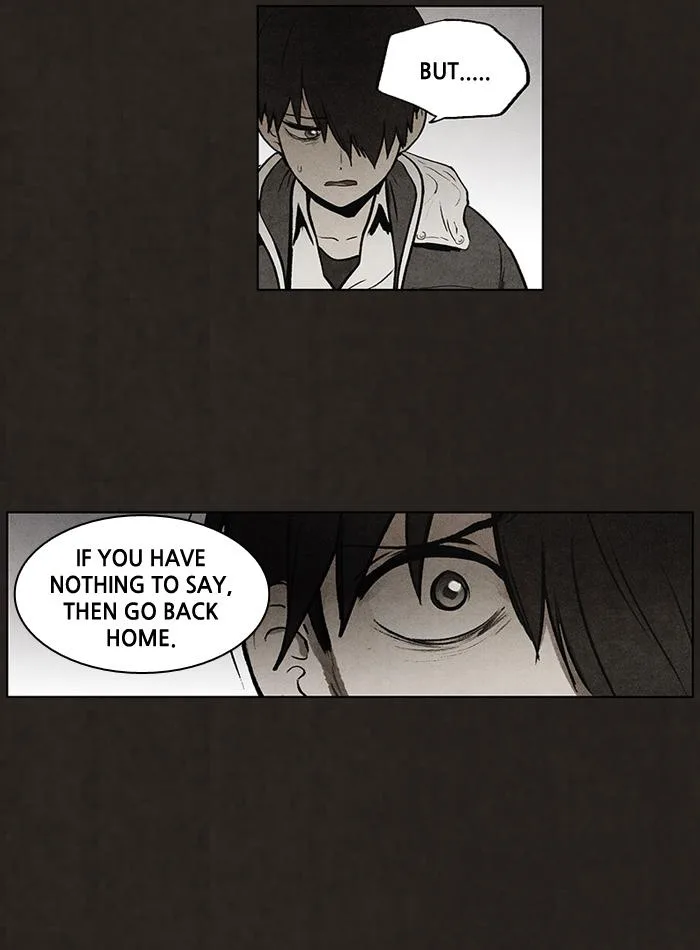 BUT.....
IF YOU HAVE
NOTHING TO SAY,
THEN GO BACK
HOME.